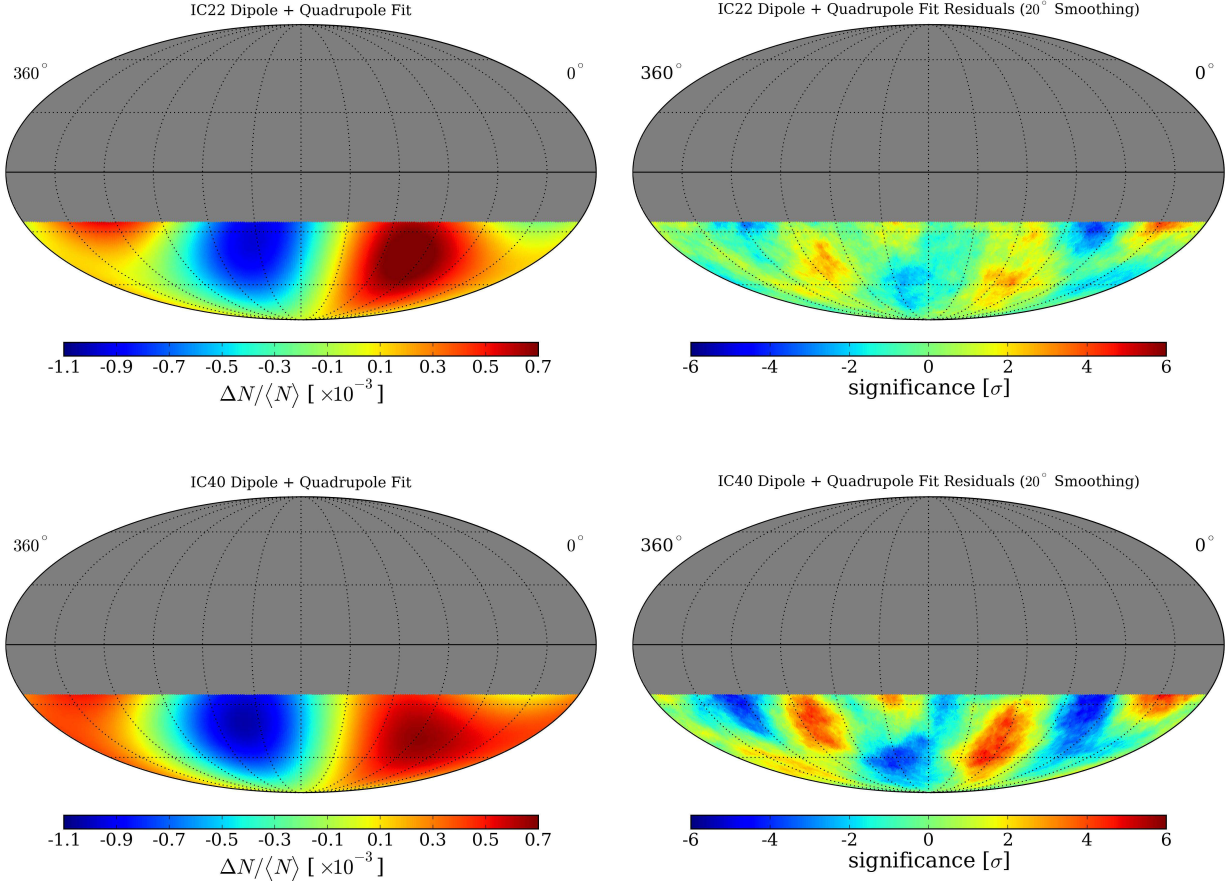 IC22 Dipole + Quadrupole Fit
360°
0°
-1.1 -0.9 -0.7 -0.5 -0.3 -0.1 0.1 0.3 0.5 0.7
ΔN/⟨N⟩ [ ×10⁻³ ]
IC22 Dipole + Quadrupole Fit Residuals (20° Smoothing)
360°
0°
-6 -4 -2 0 2 4 6
significance [σ]
IC40 Dipole + Quadrupole Fit
360°
0°
-1.1 -0.9 -0.7 -0.5 -0.3 -0.1 0.1 0.3 0.5 0.7
ΔN/⟨N⟩ [ ×10⁻³ ]
IC40 Dipole + Quadrupole Fit Residuals (20° Smoothing)
360°
0°
-6 -4 -2 0 2 4 6
significance [σ]